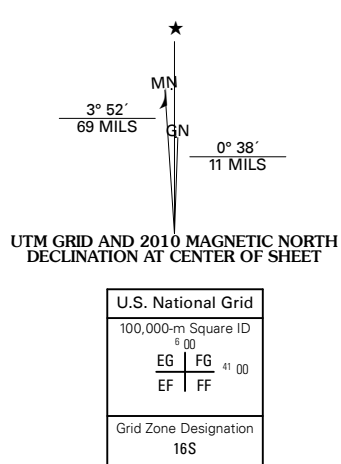 ★
MN
3° 52´
69 MILS
GN
0° 38´
11 MILS
UTM GRID AND 2010 MAGNETIC NORTH
DECLINATION AT CENTER OF SHEET
U.S. National Grid
100,000-m Square ID
6 00
EG FG 41 00
EF FF
Grid Zone Designation
16S